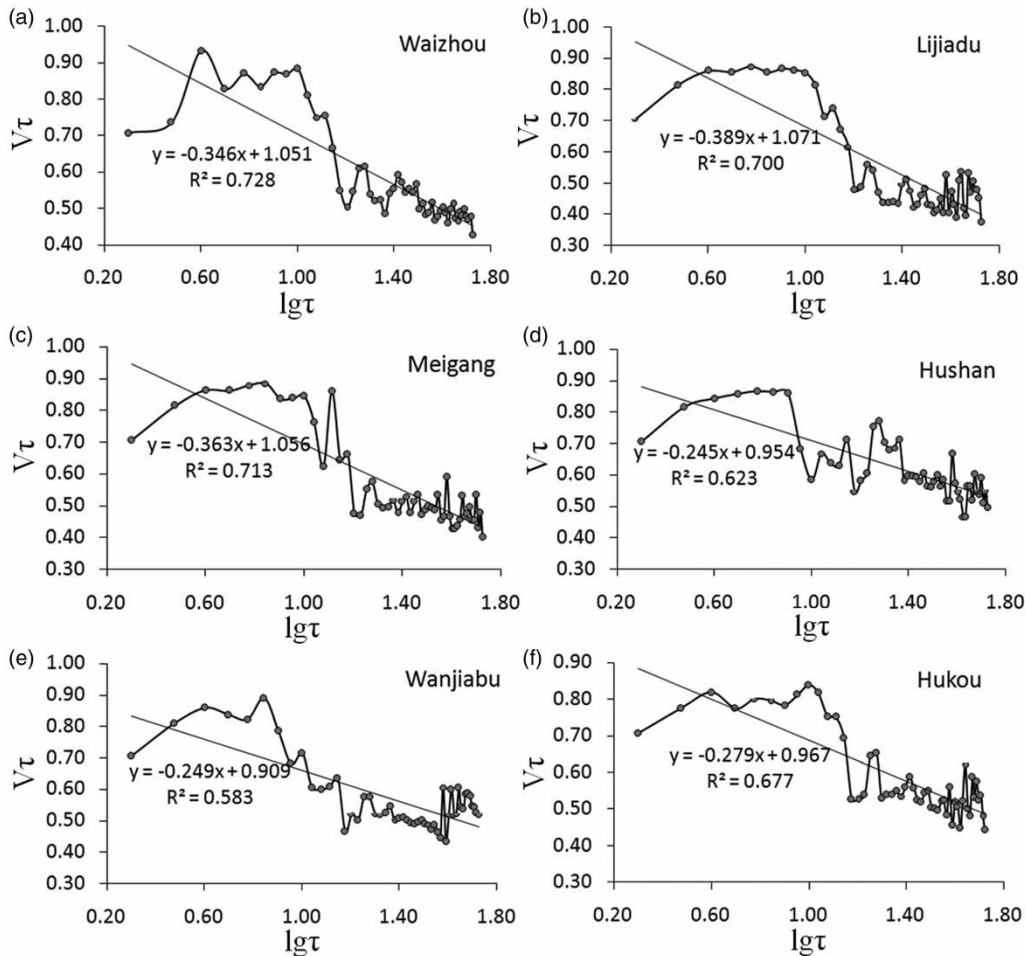 (a)
Waizhou
1.00
0.90
0.80
0.70
0.60
0.50
0.40
Vτ
y = -0.346x + 1.051
R² = 0.728
0.20 0.60 1.00 1.40 1.80
lgτ
(b)
Lijiadu
1.00
0.90
0.80
0.70
0.60
0.50
0.40
0.30
Vτ
y = -0.389x + 1.071
R² = 0.700
0.20 0.60 1.00 1.40 1.80
lgτ
(c)
Meigang
1.00
0.90
0.80
0.70
0.60
0.50
0.40
0.30
Vτ
y = -0.363x + 1.056
R² = 0.713
0.20 0.60 1.00 1.40 1.80
lgτ
(d)
Hushan
1.00
0.90
0.80
0.70
0.60
0.50
0.40
0.30
Vτ
y = -0.245x + 0.954
R² = 0.623
0.20 0.60 1.00 1.40 1.80
lgτ
(e)
Wanjiabu
1.00
0.90
0.80
0.70
0.60
0.50
0.40
0.30
Vτ
y = -0.249x + 0.909
R² = 0.583
0.20 0.60 1.00 1.40 1.80
lgτ
(f)
Hukou
0.90
0.80
0.70
0.60
0.50
0.40
0.30
Vτ
y = -0.279x + 0.967
R² = 0.677
0.20 0.60 1.00 1.40 1.80
lgτ